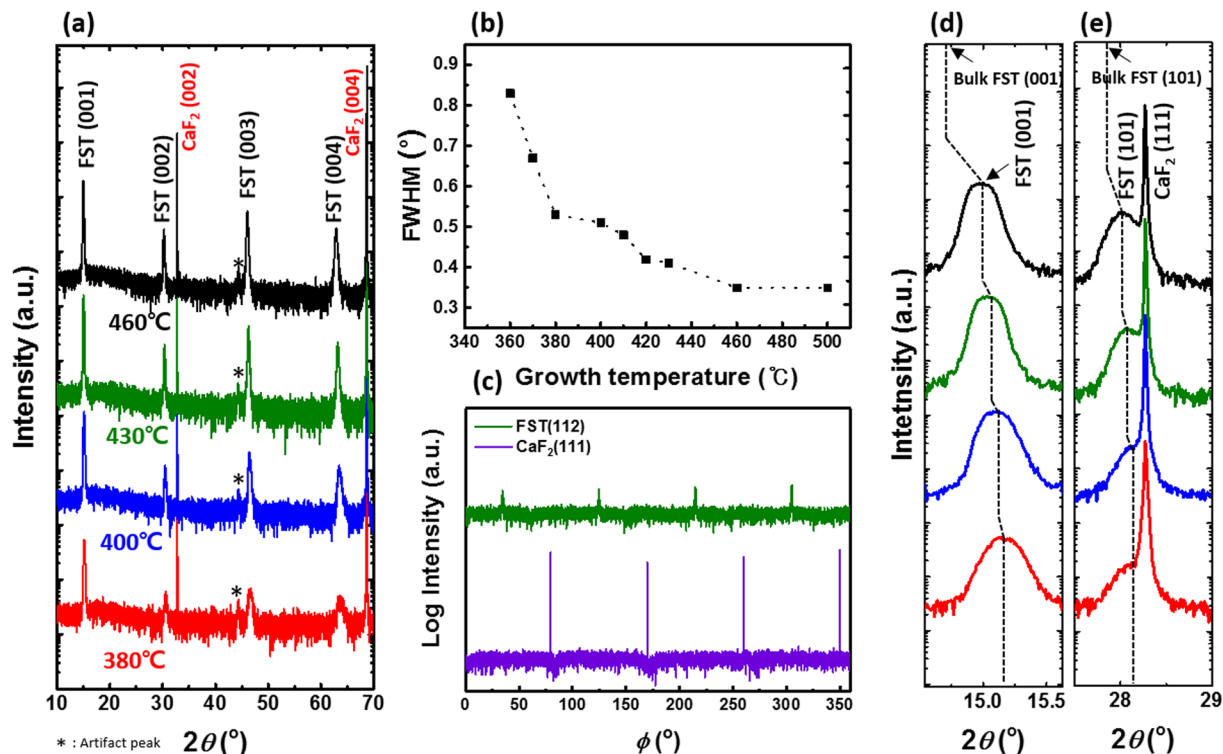 (a)
Intensity (a.u.)
FST (001)
FST (002)
CaF₂ (002)
FST (003)
FST (004)
CaF₂ (004)
*
460℃
*
430℃
*
400℃
*
380℃
10 20 30 40 50 60 70
2θ (°)
* : Artifact peak
(b)
FWHM (°)
0.9
0.8
0.7
0.6
0.5
0.4
0.3
340 360 380 400 420 440 460 480 500
Growth temperature (℃)
(c)
Log Intensity (a.u.)
FST(112)
CaF₂(111)
0 50 100 150 200 250 300 350
ϕ (°)
(d)
Intetnsity (a.u.)
Bulk FST (001)
FST (001)
15.0 15.5
2θ (°)
(e)
Bulk FST (101)
FST (101)
CaF₂ (111)
28 29
2θ (°)